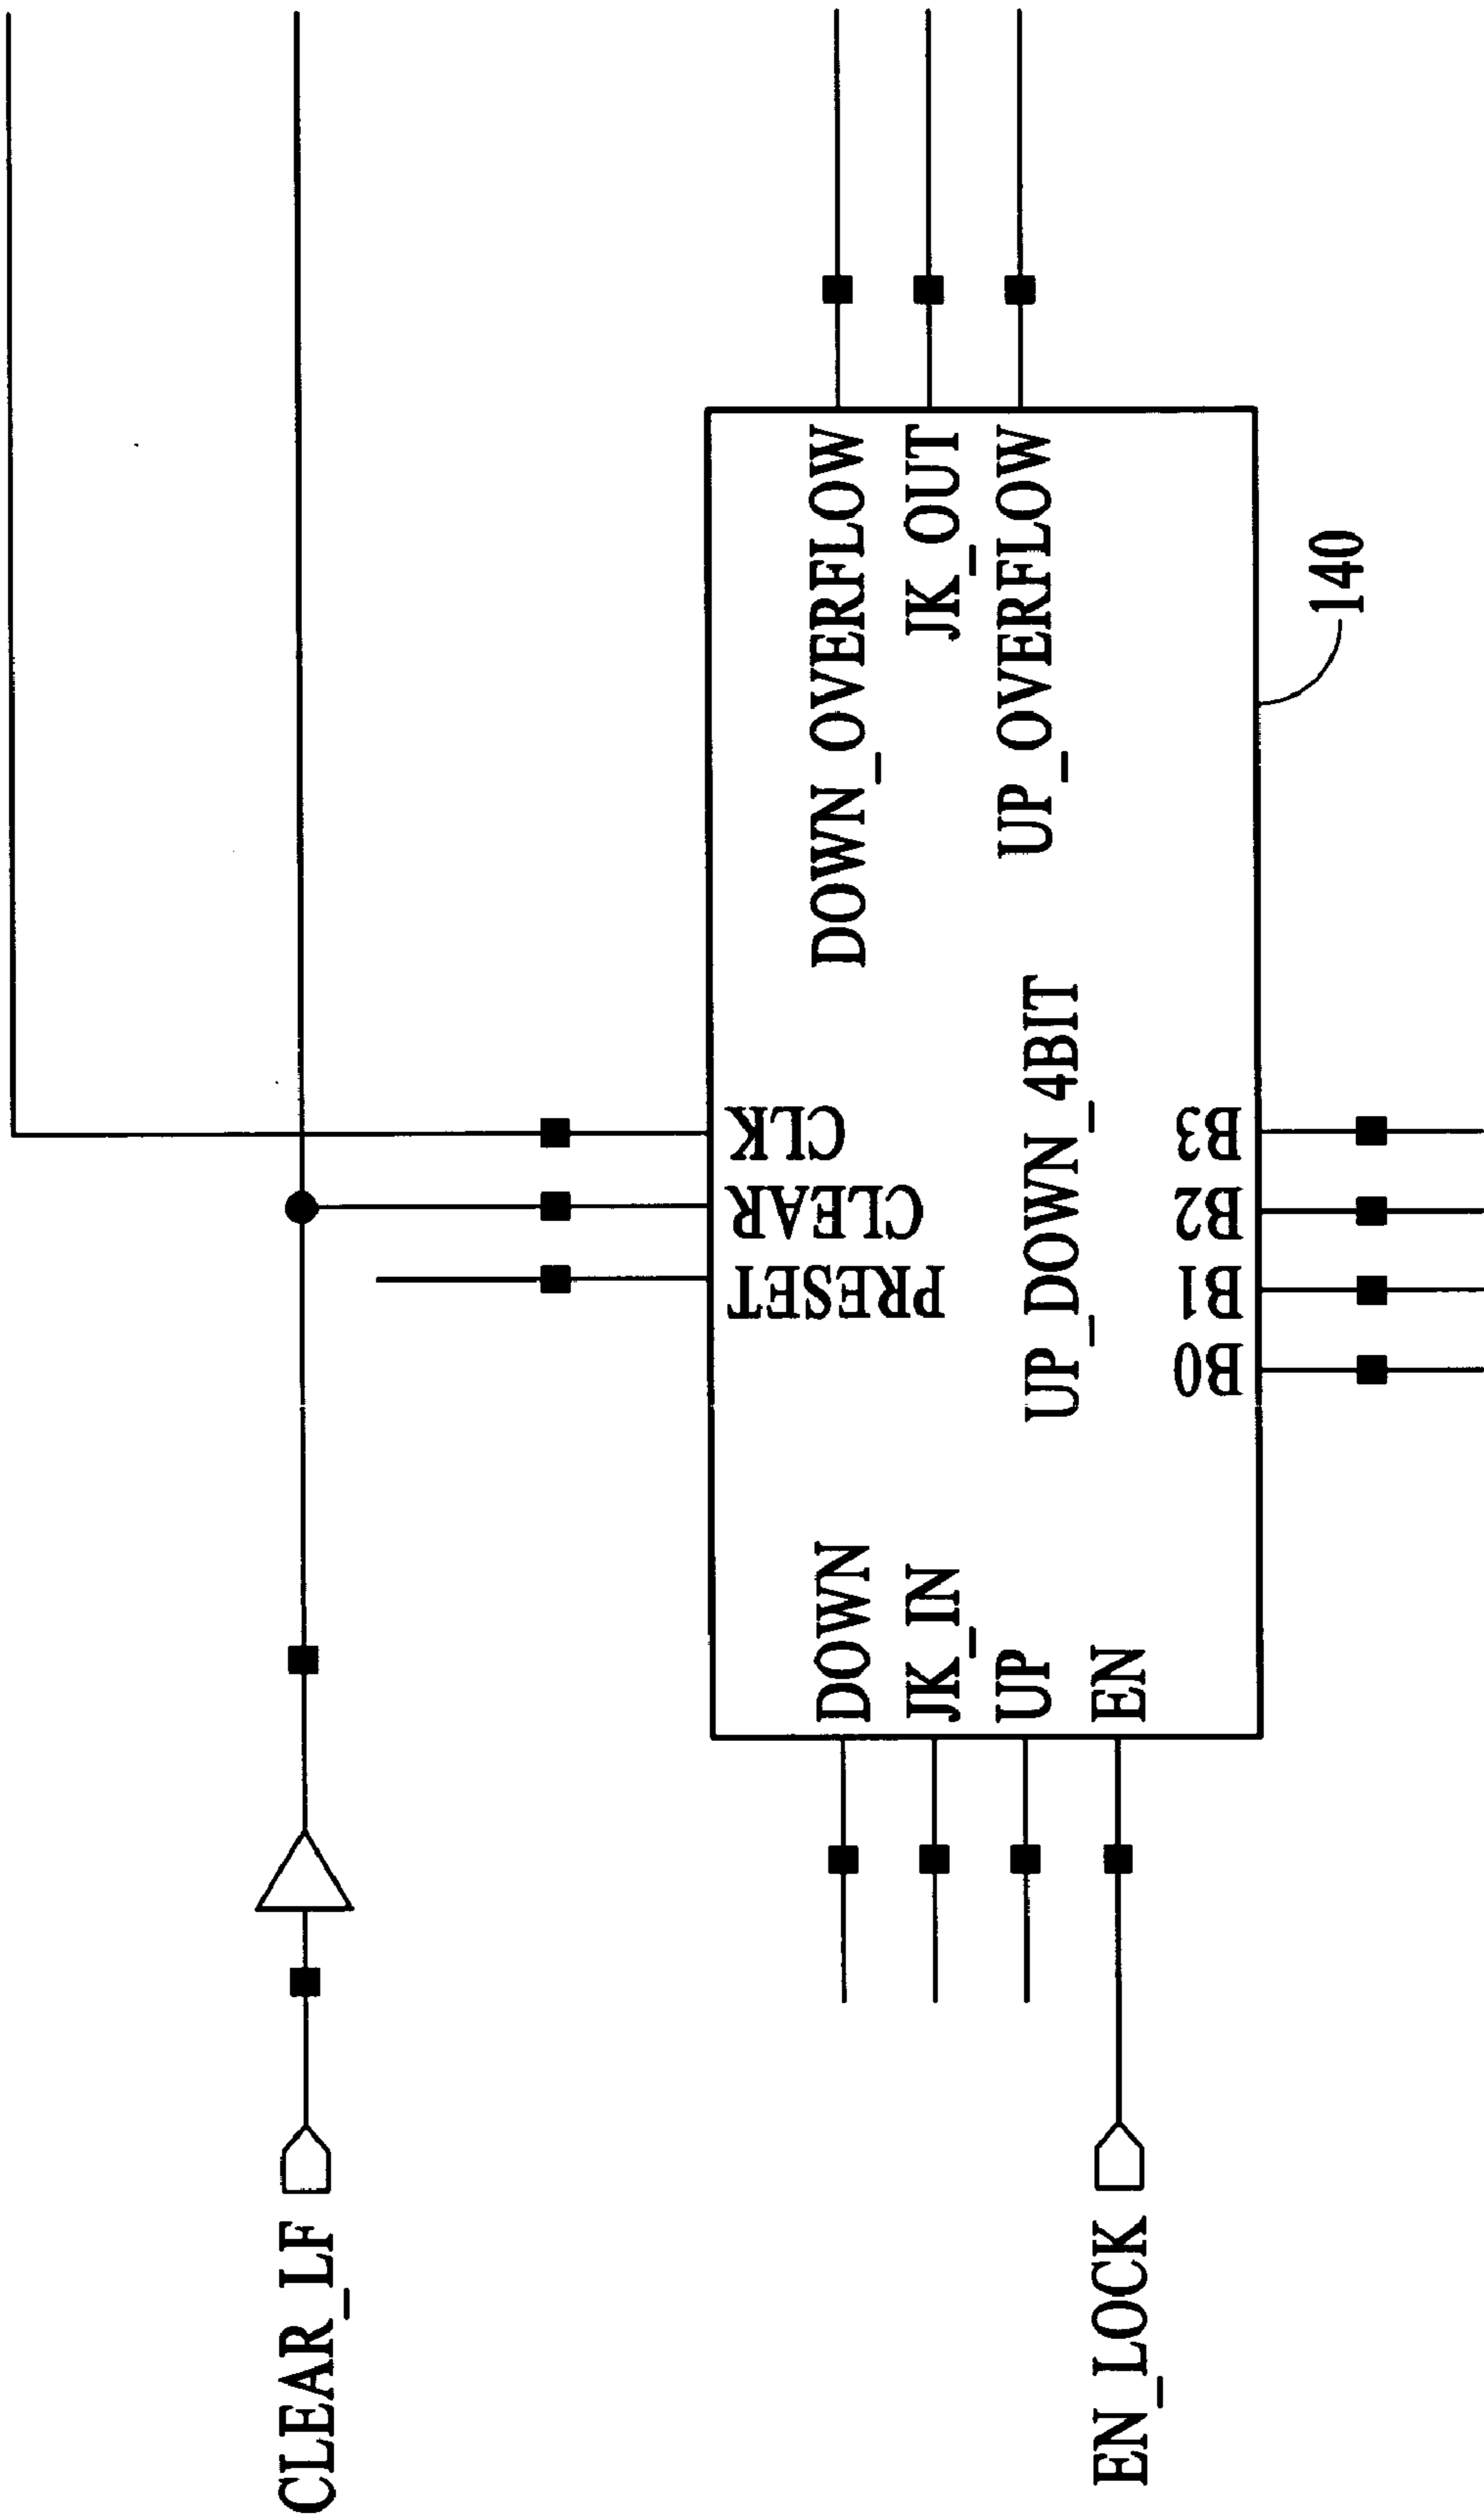 CLEAR_LF
CLK
CLEAR
PRESET
DOWN
DOWN_OVERFLOW
JK_IN
JK_OUT
UP
UP_OVERFLOW
UP_DOWN_4BIT
EN_LOCK
EN
B0
B1
B2
B3
140